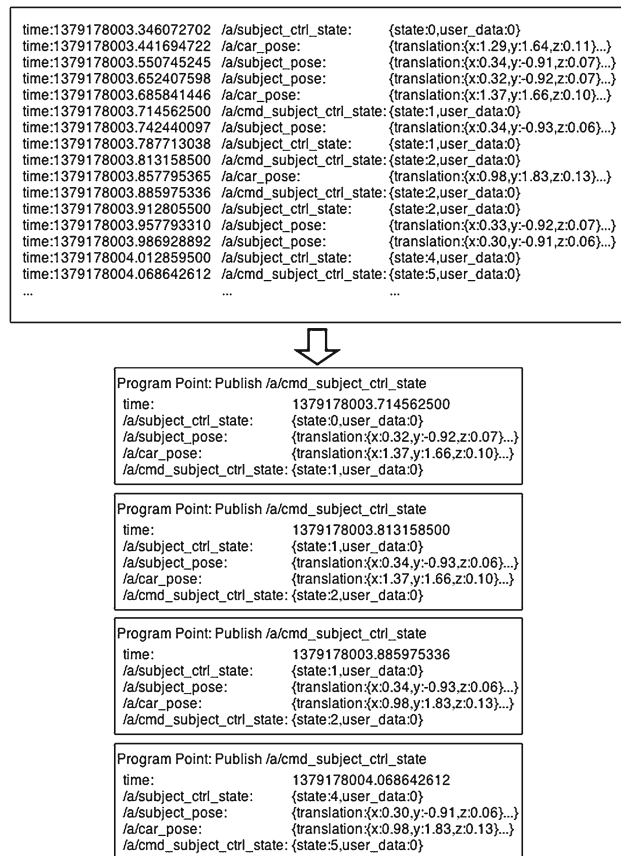 time:1379178003.346072702 /a/subject_ctrl_state: {state:0,user_data:0}
time:1379178003.441694722 /a/car_pose: {translation:{x:1.29,y:1.64,z:0.11}...}
time:1379178003.550745245 /a/subject_pose: {translation:{x:0.34,y:-0.91,z:0.07}...}
time:1379178003.652407598 /a/subject_pose: {translation:{x:0.32,y:-0.92,z:0.07}...}
time:1379178003.685841446 /a/car_pose: {translation:{x:1.37,y:1.66,z:0.10}...}
time:1379178003.714562500 /a/cmd_subject_ctrl_state: {state:1,user_data:0}
time:1379178003.742440097 /a/subject_pose: {translation:{x:0.34,y:-0.93,z:0.06}...}
time:1379178003.787713038 /a/subject_ctrl_state: {state:1,user_data:0}
time:1379178003.813158500 /a/cmd_subject_ctrl_state: {state:2,user_data:0}
time:1379178003.857795365 /a/car_pose: {translation:{x:0.98,y:1.83,z:0.13}...}
time:1379178003.885975336 /a/cmd_subject_ctrl_state: {state:2,user_data:0}
time:1379178003.912805500 /a/subject_ctrl_state: {state:2,user_data:0}
time:1379178003.957793310 /a/subject_pose: {translation:{x:0.33,y:-0.92,z:0.07}...}
time:1379178003.986928892 /a/subject_pose: {translation:{x:0.30,y:-0.91,z:0.06}...}
time:1379178004.012859500 /a/subject_ctrl_state: {state:4,user_data:0}
time:1379178004.068642612 /a/cmd_subject_ctrl_state: {state:5,user_data:0}
... ... ...
Program Point: Publish /a/cmd_subject_ctrl_state
time: 1379178003.714562500
/a/subject_ctrl_state: {state:0,user_data:0}
/a/subject_pose: {translation:{x:0.32,y:-0.92,z:0.07}...}
/a/car_pose: {translation:{x:1.37,y:1.66,z:0.10}...}
/a/cmd_subject_ctrl_state: {state:1,user_data:0}
Program Point: Publish /a/cmd_subject_ctrl_state
time: 1379178003.813158500
/a/subject_ctrl_state: {state:1,user_data:0}
/a/subject_pose: {translation:{x:0.34,y:-0.93,z:0.06}...}
/a/car_pose: {translation:{x:1.37,y:1.66,z:0.10}...}
/a/cmd_subject_ctrl_state: {state:2,user_data:0}
Program Point: Publish /a/cmd_subject_ctrl_state
time: 1379178003.885975336
/a/subject_ctrl_state: {state:1,user_data:0}
/a/subject_pose: {translation:{x:0.34,y:-0.93,z:0.06}...}
/a/car_pose: {translation:{x:0.98,y:1.83,z:0.13}...}
/a/cmd_subject_ctrl_state: {state:2,user_data:0}
Program Point: Publish /a/cmd_subject_ctrl_state
time: 1379178004.068642612
/a/subject_ctrl_state: {state:4,user_data:0}
/a/subject_pose: {translation:{x:0.30,y:-0.91,z:0.06}...}
/a/car_pose: {translation:{x:0.98,y:1.83,z:0.13}...}
/a/cmd_subject_ctrl_state: {state:5,user_data:0}